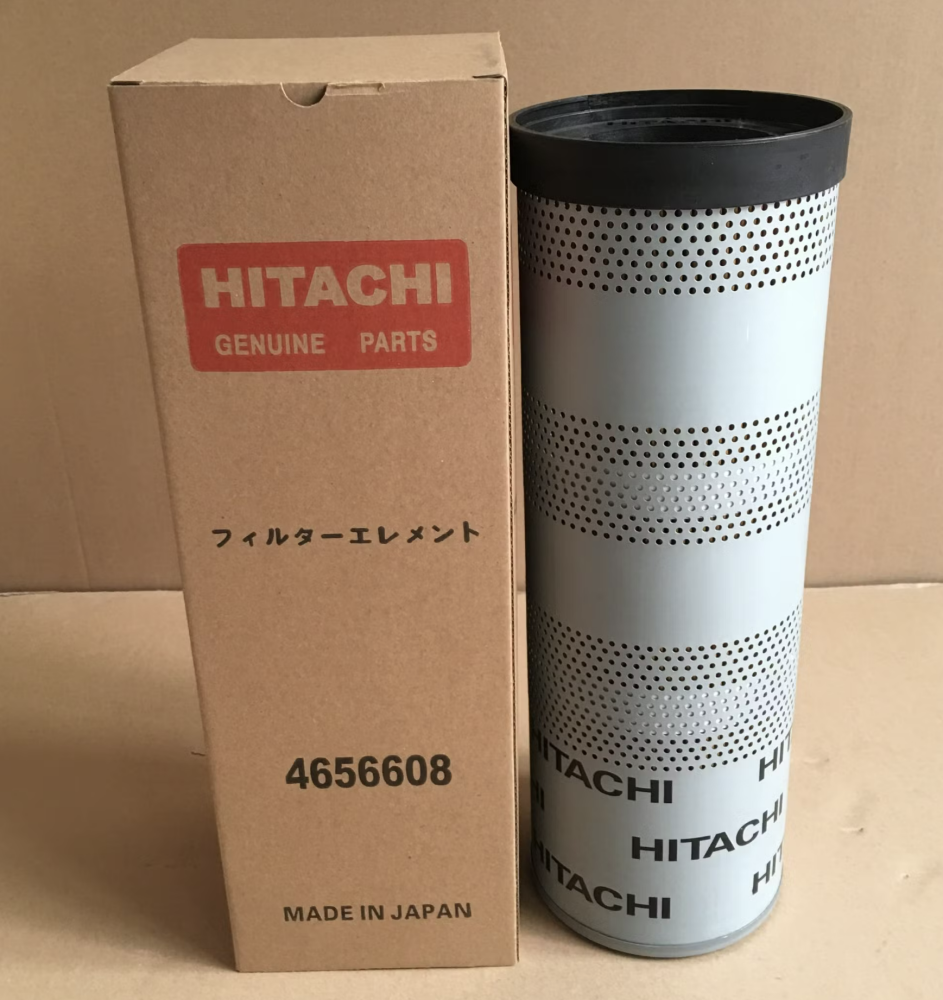 HITACHI
GENUINE PARTS
フィルターエレメント
4656608
MADE IN JAPAN
HITACHI
HITACHI
HITACHI
HITACHI